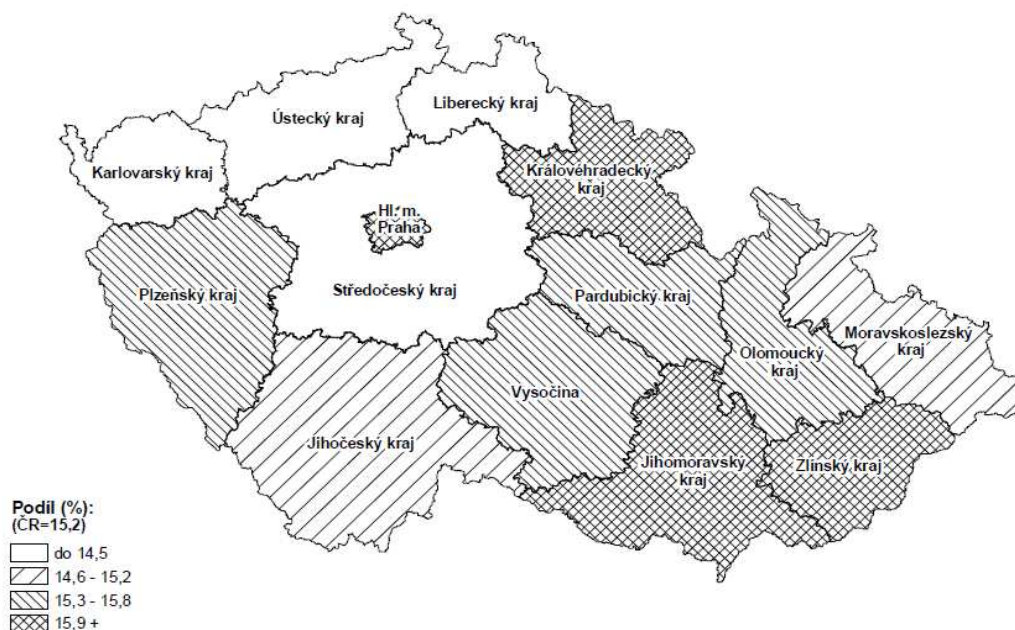 Ústecký kraj
Liberecký kraj
Karlovarský kraj
Královéhradecký
kraj
Hl. m.
Praha
Plzeňský kraj
Středočeský kraj
Pardubický kraj
Moravskoslezský
kraj
Olomoucký
kraj
Vysočina
Jihočeský kraj
Jihomoravský
kraj
Zlínský kraj
Podíl (%):
(ČR=15,2)
do 14,5
14,6 - 15,2
15,3 - 15,8
15,9 +